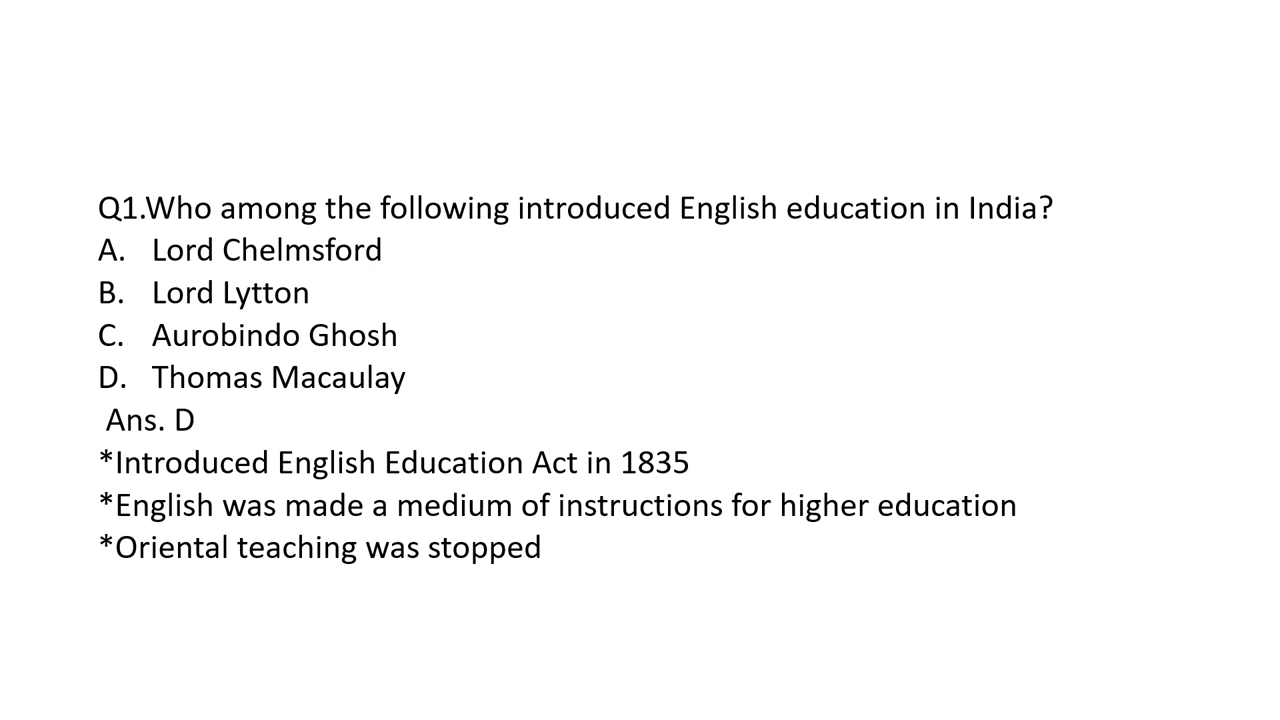 Q1.Who among the following introduced English education in India?
A. Lord Chelmsford
B. Lord Lytton
C. Aurobindo Ghosh
D. Thomas Macaulay
Ans. D
*Introduced English Education Act in 1835
*English was made a medium of instructions for higher education
*Oriental teaching was stopped